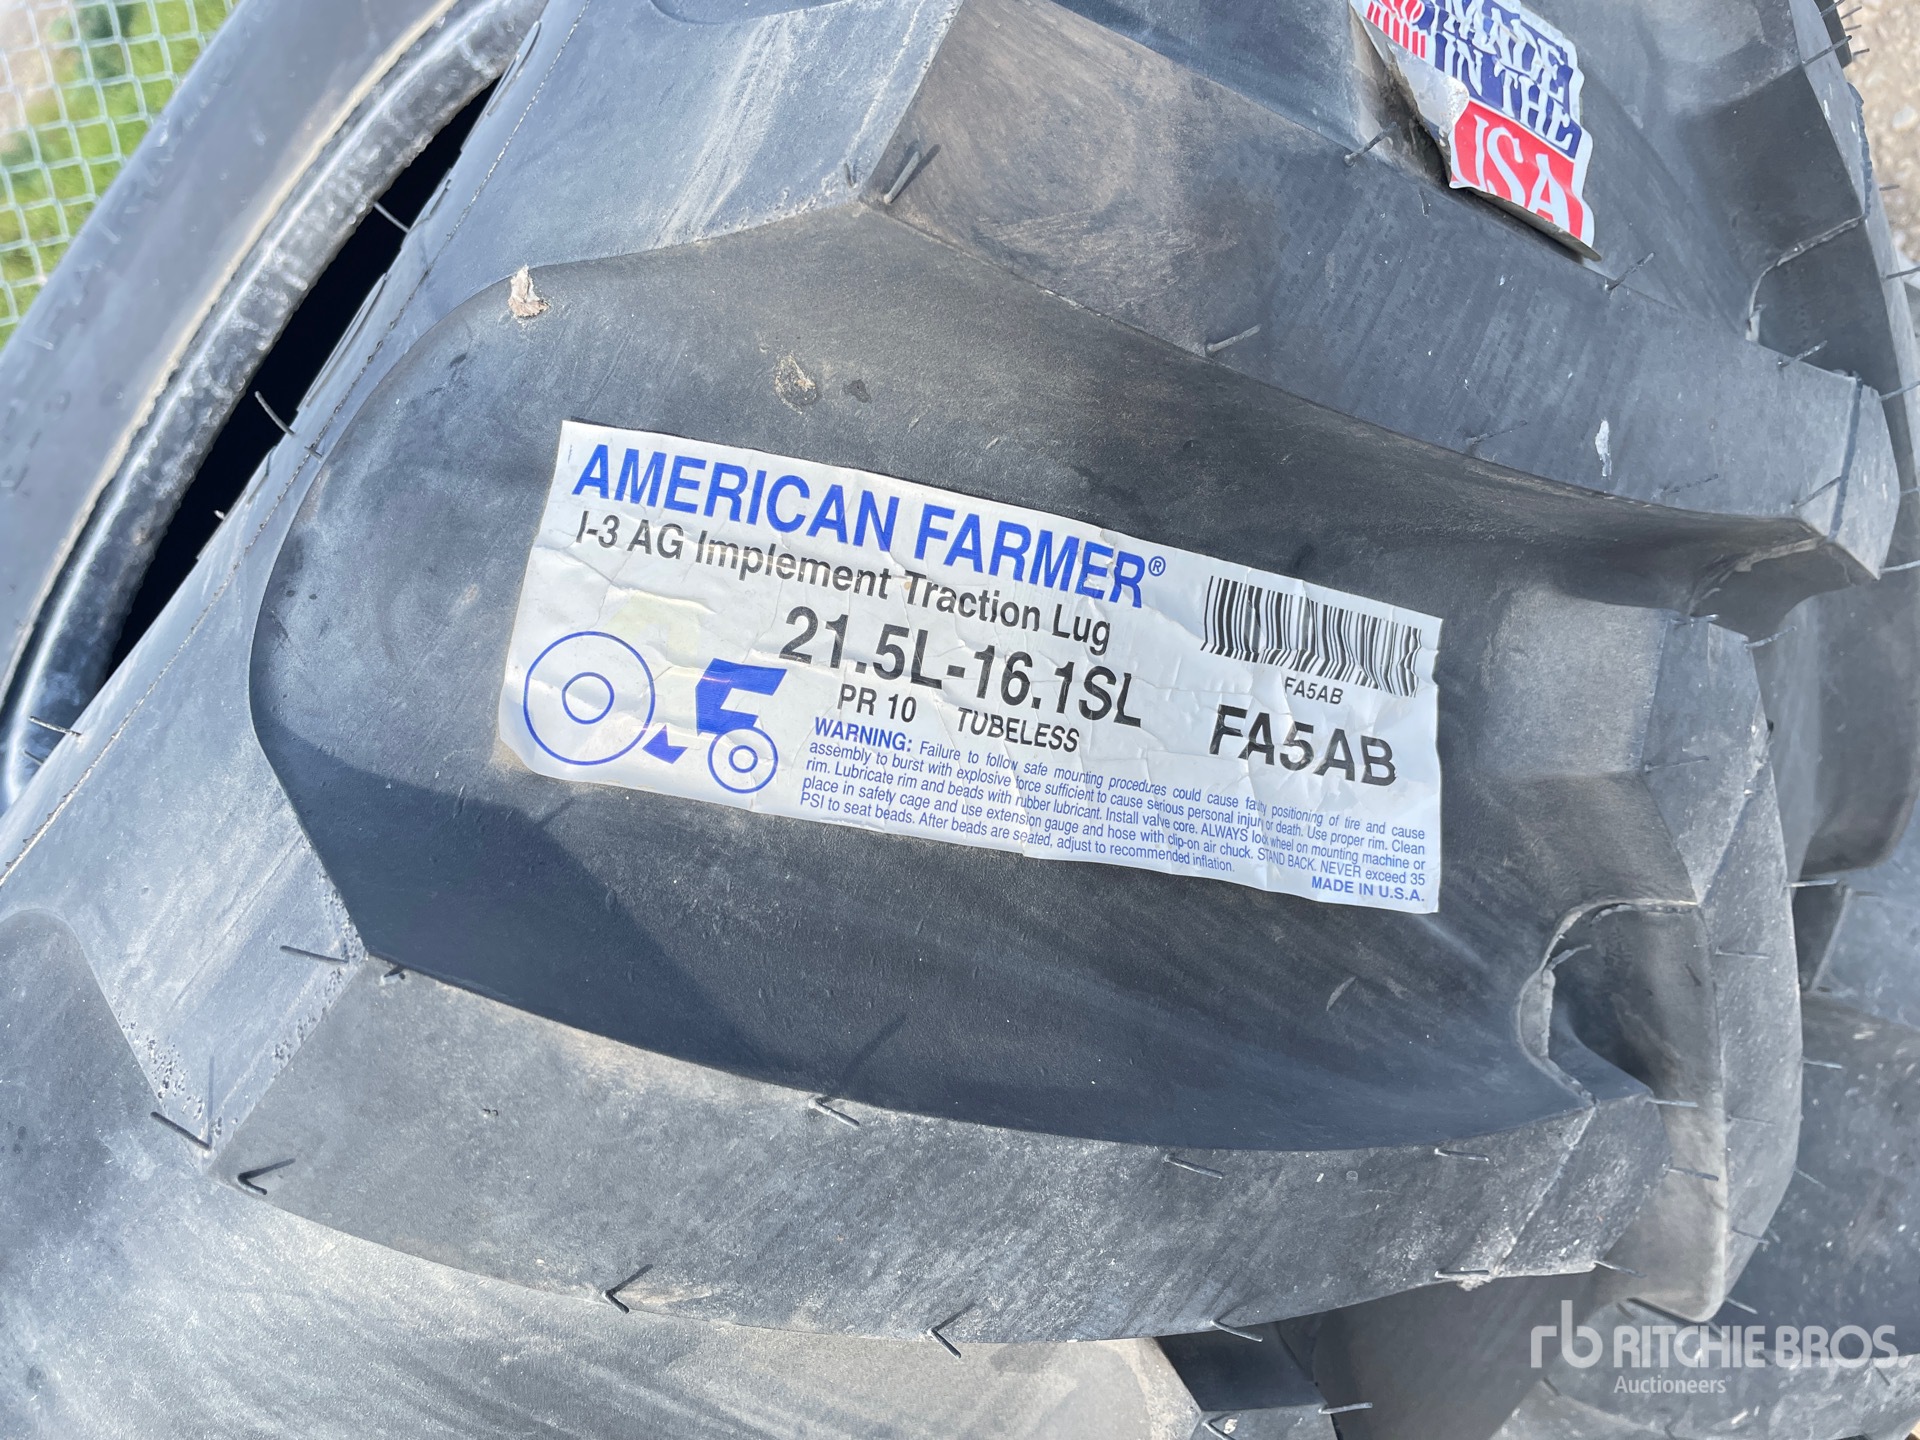 MADE
IN THE
USA
AMERICAN FARMER®
I-3 AG Implement Traction Lug
21.5L-16.1SL
PR 10 TUBELESS
FA5AB
FA5AB
WARNING: Failure to follow safe mounting procedures could cause faulty positioning of tire and cause
assembly to burst with explosive force sufficient to cause serious personal injury or death. Use proper rim. Clean
rim. Lubricate rim and beads with rubber lubricant. Install valve core. ALWAYS lock wheel on mounting machine or
place in safety cage and use extension gauge and hose with clip-on air chuck. STAND BACK. NEVER exceed 35
PSI to seat beads. After beads are seated, adjust to recommended inflation.
MADE IN U.S.A.
rb RITCHIE BROS.
Auctioneers